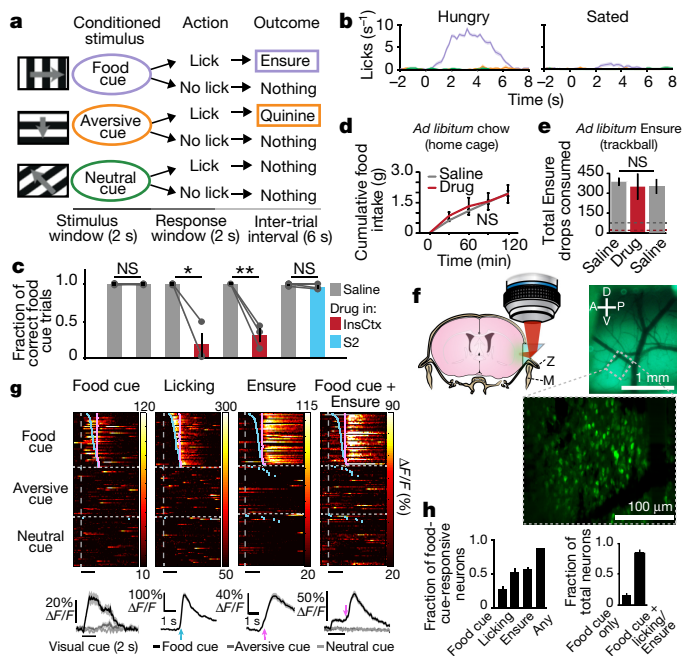 a
Conditioned stimulus
Action
Outcome
Food cue
Lick
Ensure
No lick
Nothing
Aversive cue
Lick
Quinine
No lick
Nothing
Neutral cue
Lick
Nothing
No lick
Nothing
Stimulus window (2 s)
Response window (2 s)
Inter-trial interval (6 s)
b
Hungry
Sated
Licks (s⁻¹)
10
5
0
−2 0 2 4 6 8
−2 0 2 4 6 8
Time (s)
c
Fraction of correct food cue trials
1.0
0.5
0
NS
*
**
NS
Saline
Drug in:
InsCtx
S2
d
Ad libitum chow (home cage)
Cumulative food intake (g)
3.0
1.8
1.2
0.6
0
Saline
Drug
NS
0 30 60 90 120
Time (min)
e
Ad libitum Ensure (trackball)
Total Ensure drops consumed
450
300
150
0
NS
Saline
Drug
Saline
f
Z
M
D
A P
V
1 mm
100 μm
g
Food cue
Licking
Ensure
Food cue + Ensure
120
300
115
90
Food cue
Aversive cue
Neutral cue
ΔF/F (%)
10
50
20
20
20% ΔF/F
100% ΔF/F
1 s
40% ΔF/F
1 s
50% ΔF/F
Visual cue (2 s)
Food cue
Aversive cue
Neutral cue
h
Fraction of food-cue-responsive neurons
1.0
0.5
0
Food cue
Licking
Ensure
Any
Fraction of total neurons
1.0
0.5
0
Food cue only
Food cue + licking/Ensure